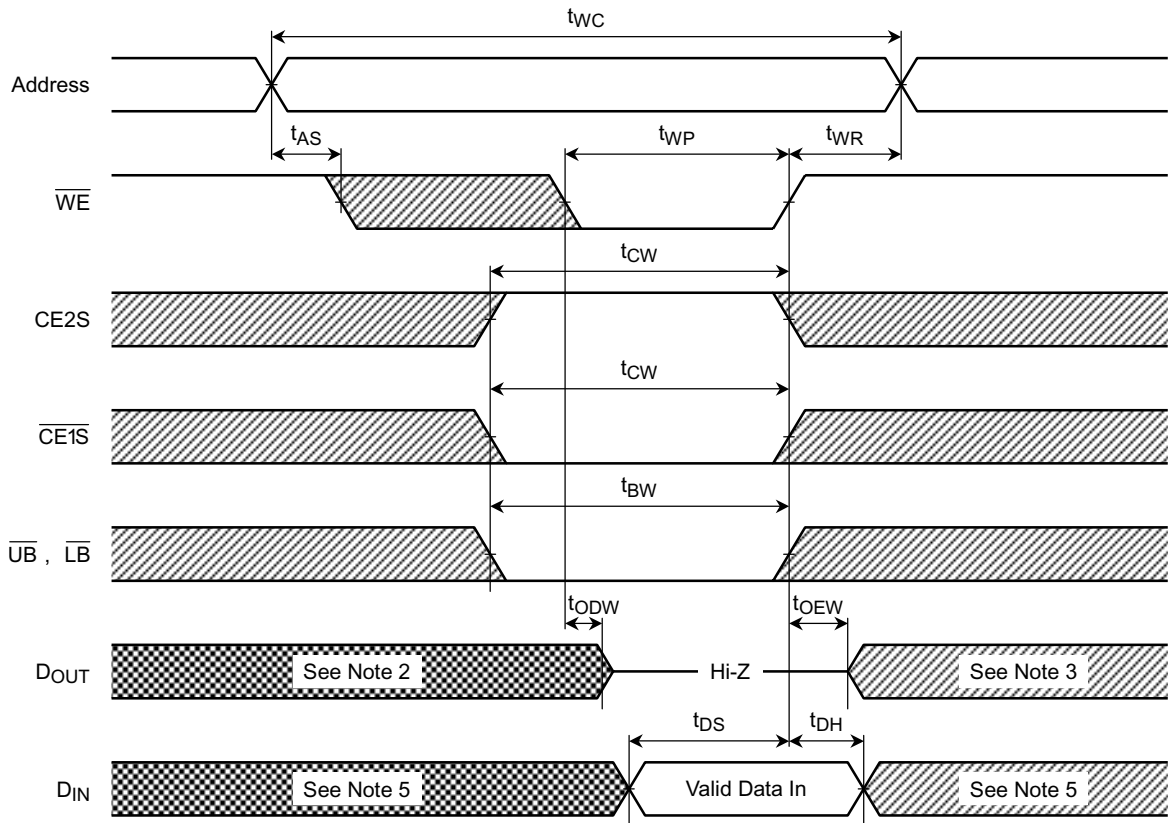 tWC
Address
tAS
tWP
tWR
WE
tCW
CE2S
tCW
CE1S
tBW
UB , LB
tODW
tOEW
DOUT
See Note 2
Hi-Z
See Note 3
tDS
tDH
DIN
See Note 5
Valid Data In
See Note 5